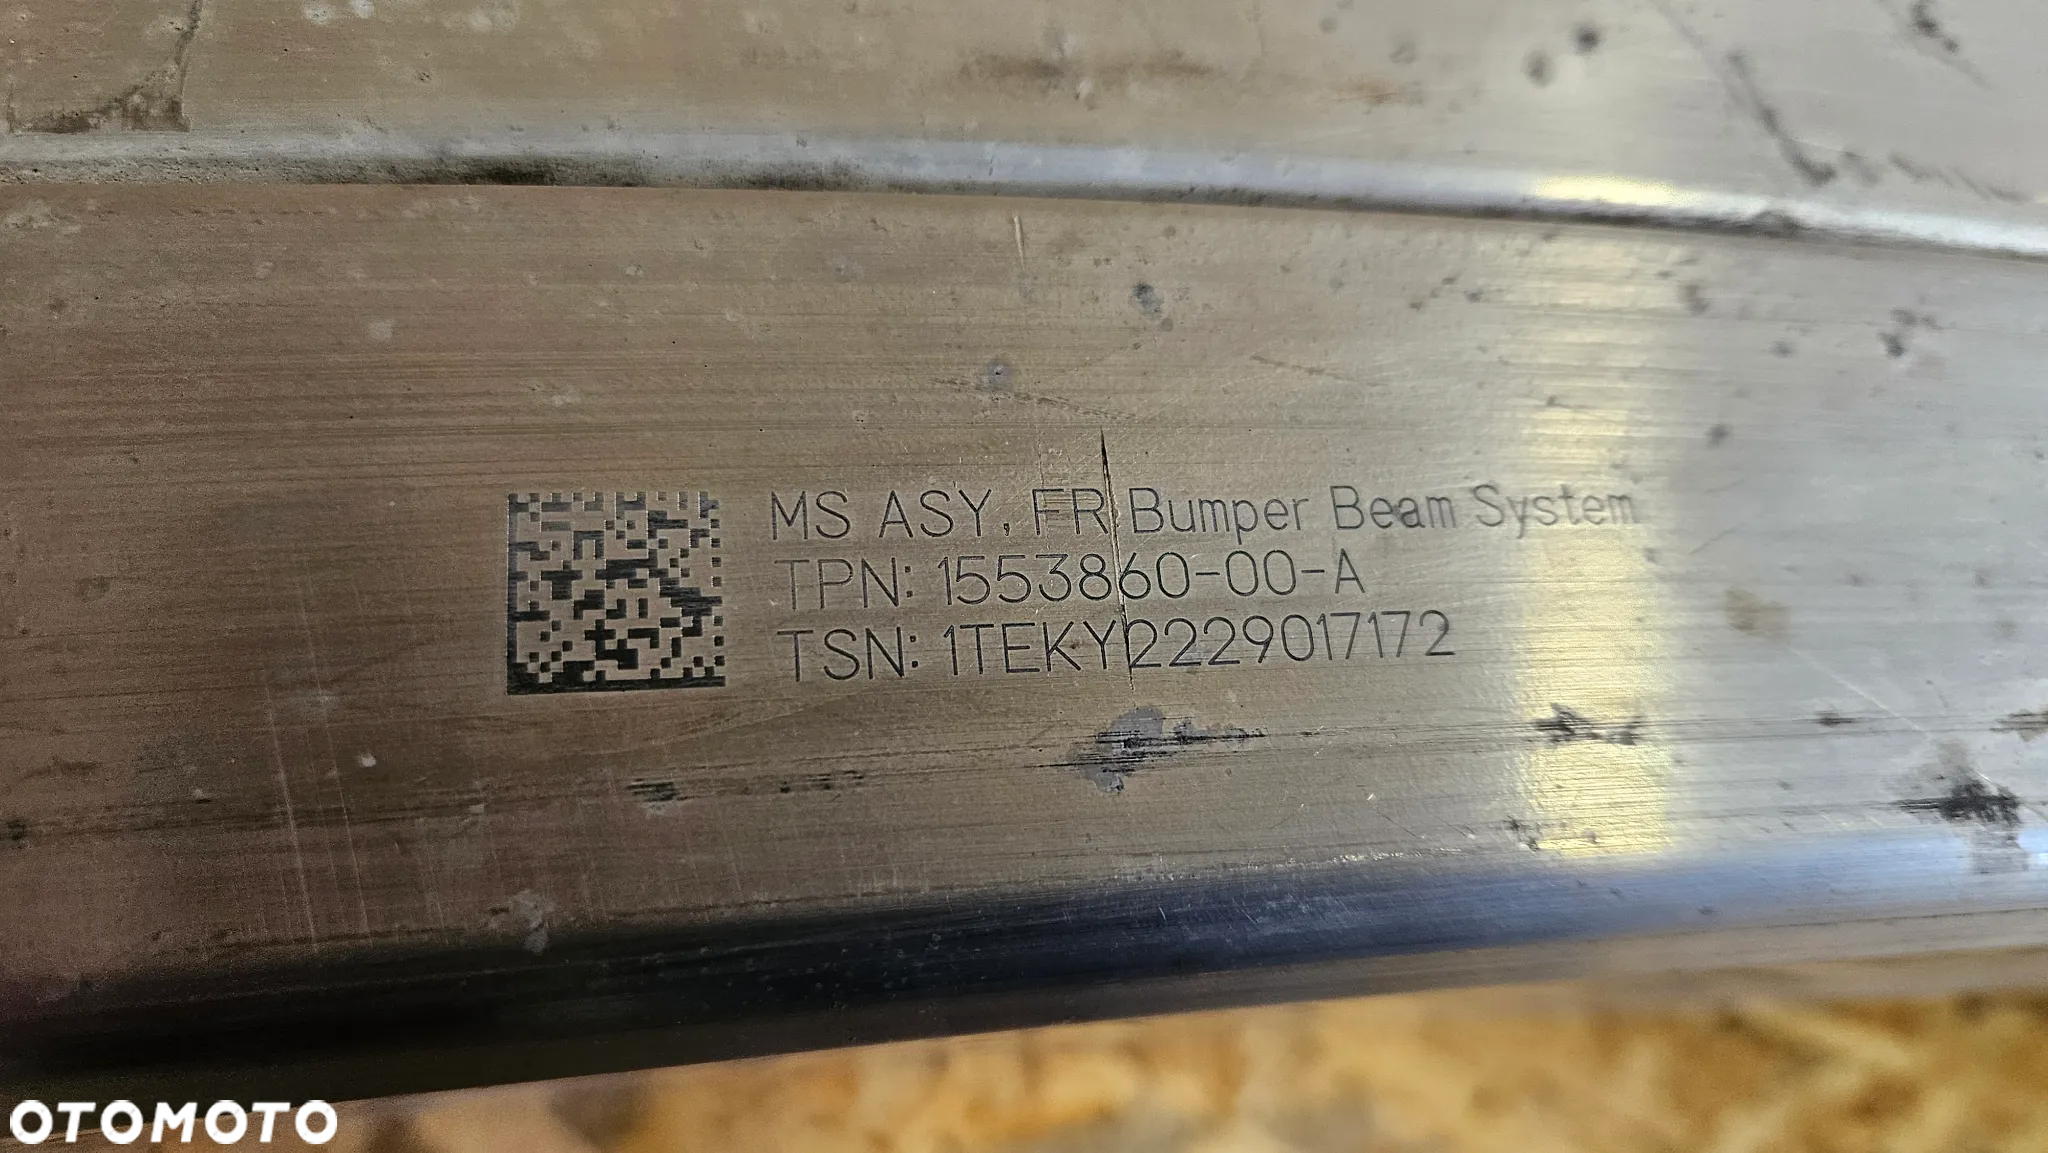 MS ASY, FR Bumper Beam System
TPN: 1553860-00-A
TSN: 1TEKY2229017172
OTOMOTO